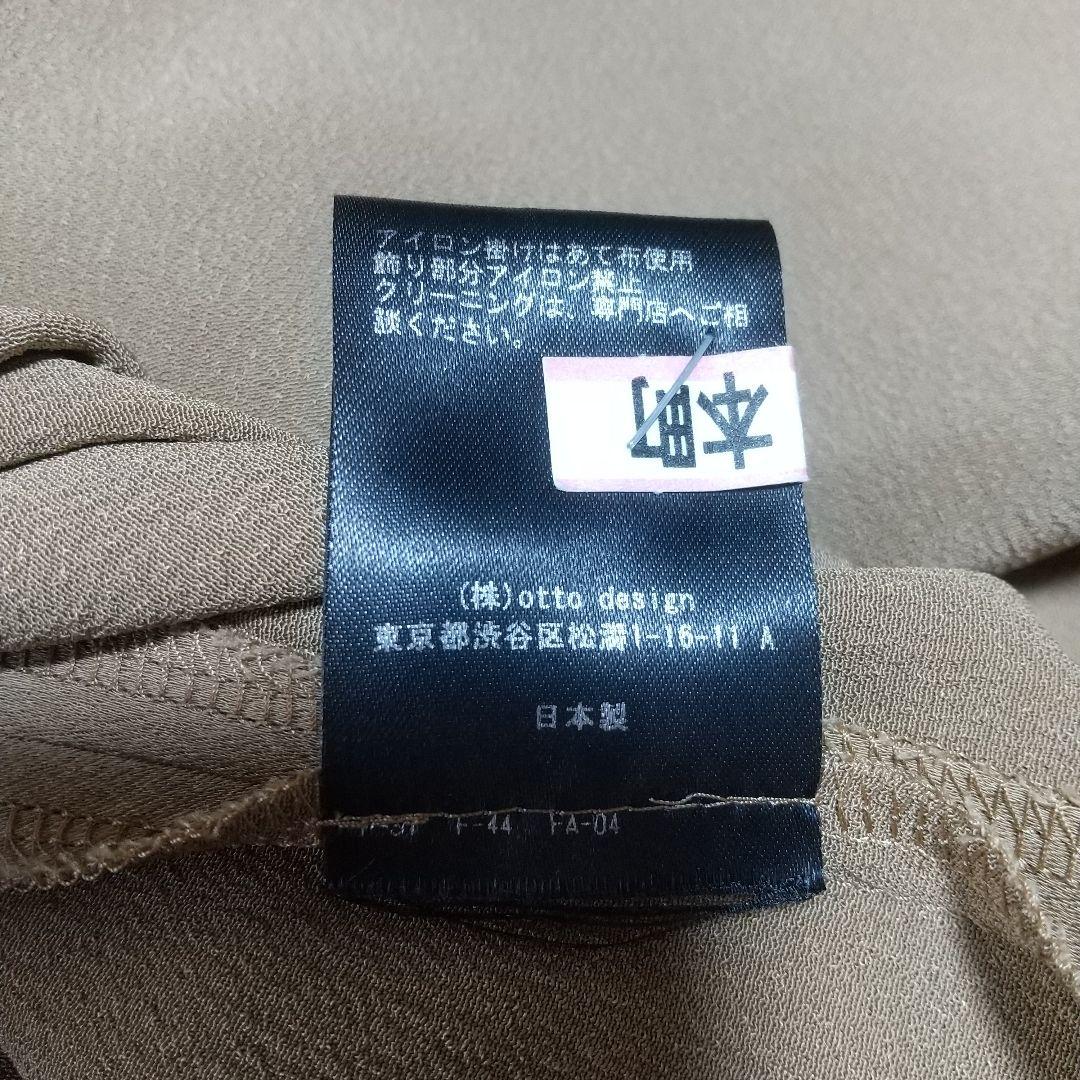 アイロン掛けはあて布使用
飾り部分アイロン禁止
クリーニングは、専門店へご相
談ください。
本町
(株)otto design
東京都渋谷区松濤1-16-11 A
日本製
F-44 FA-04